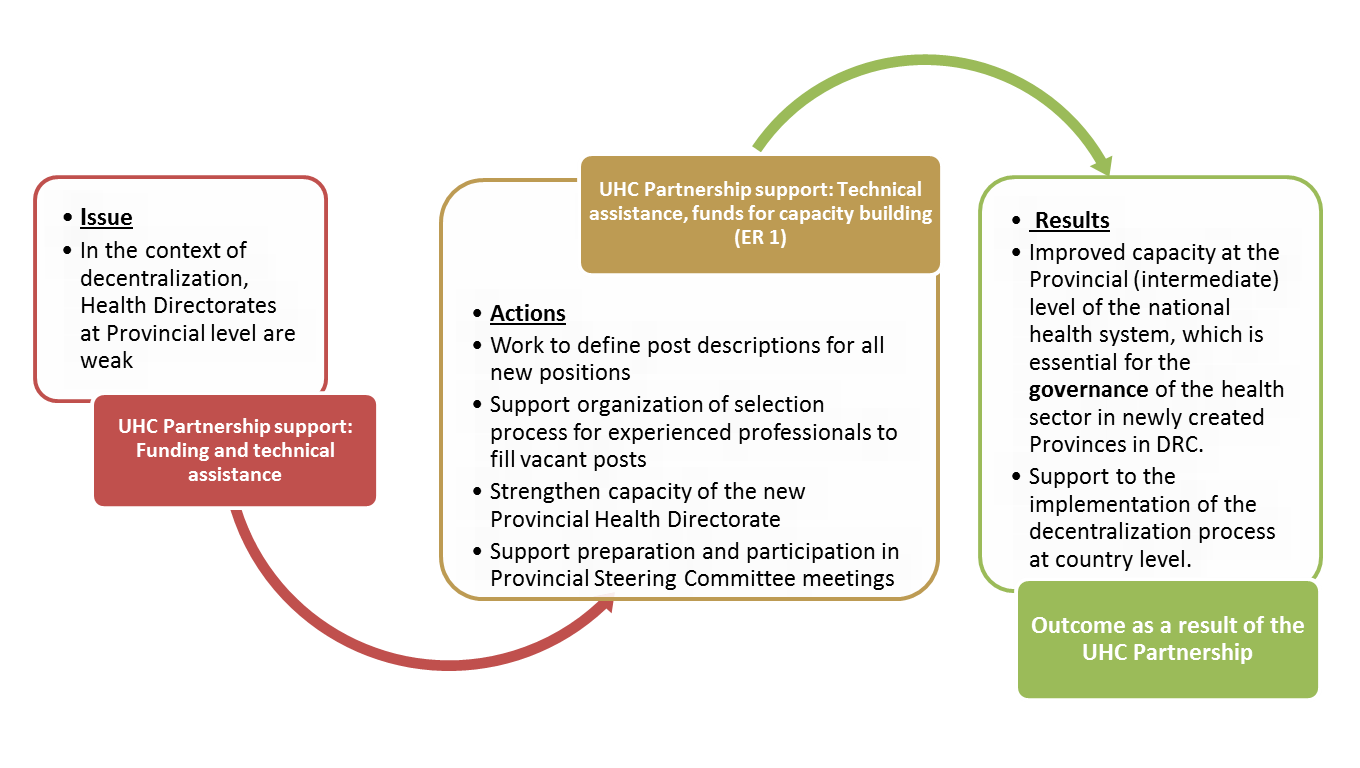 • Issue
• In the context of
decentralization,
Health Directorates
at Provincial level are
weak
UHC Partnership support:
Funding and technical
assistance
UHC Partnership support: Technical
assistance, funds for capacity building
(ER 1)
• Actions
• Work to define post descriptions for all
new positions
• Support organization of selection
process for experienced professionals to
fill vacant posts
• Strengthen capacity of the new
Provincial Health Directorate
• Support preparation and participation in
Provincial Steering Committee meetings
• Results
• Improved capacity at the
Provincial (intermediate)
level of the national
health system, which is
essential for the
governance of the health
sector in newly created
Provinces in DRC.
• Support to the
implementation of the
decentralization process
at country level.
Outcome as a result of the
UHC Partnership